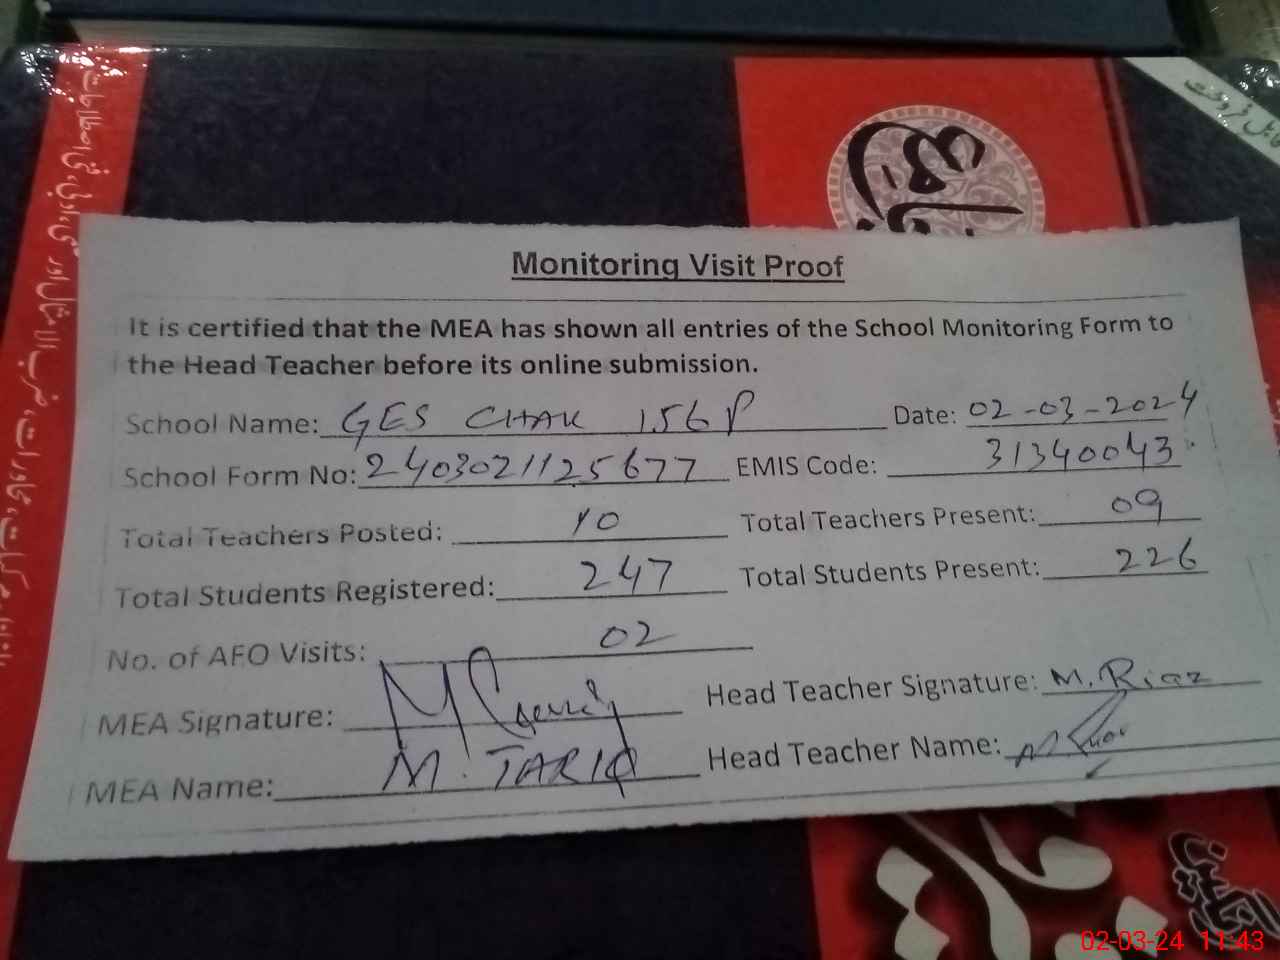 قابل فروخت
Monitoring Visit Proof
It is certified that the MEA has shown all entries of the School Monitoring Form to
the Head Teacher before its online submission.
School Name: GES CHAK 156 P Date: 02-03-2024
School Form No: 2403021125677 EMIS Code: 31340043
Total Teachers Posted: 10 Total Teachers Present: 09
Total Students Registered: 247 Total Students Present: 226
No. of AFO Visits: 02
MEA Signature: Head Teacher Signature: M. Riaz
MEA Name: M. TARIQ Head Teacher Name:
02-03-24 11:43